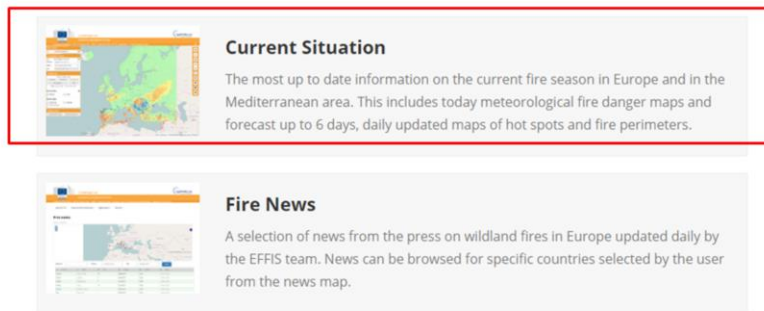 Current Situation
The most up to date information on the current fire season in Europe and in the
Mediterranean area. This includes today meteorological fire danger maps and
forecast up to 6 days, daily updated maps of hot spots and fire perimeters.
Fire News
A selection of news from the press on wildland fires in Europe updated daily by
the EFFIS team. News can be browsed for specific countries selected by the user
from the news map.